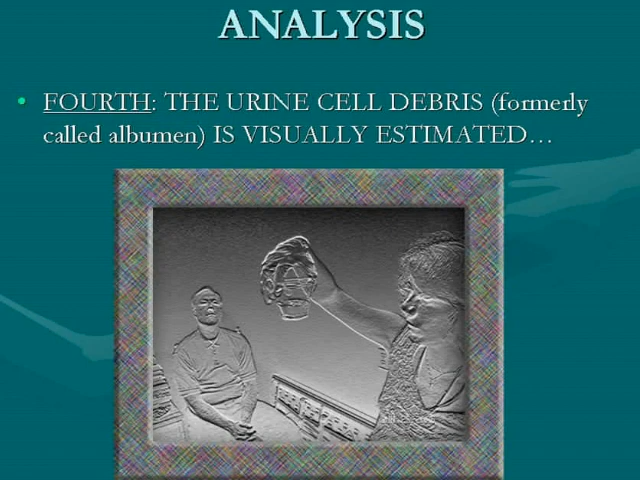 ANALYSIS
• FOURTH: THE URINE CELL DEBRIS (formerly
called albumen) IS VISUALLY ESTIMATED…